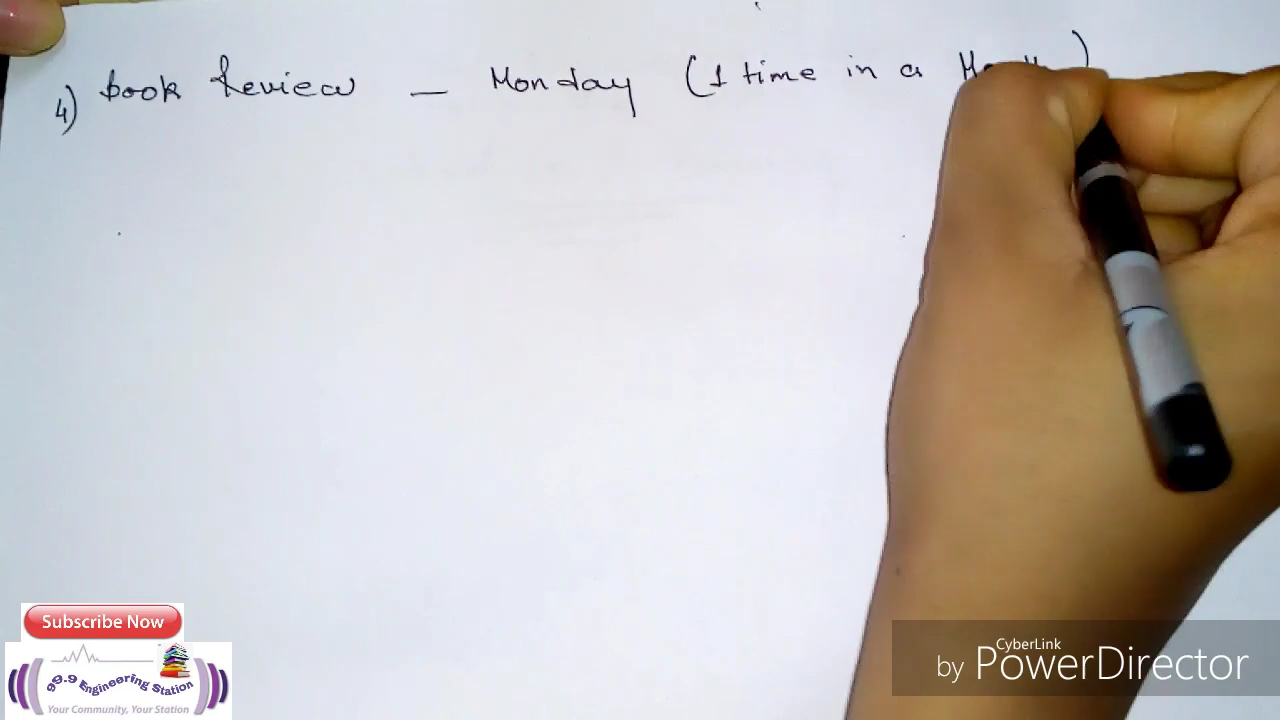 4) book Review — Monday (1 time in a )
Subscribe Now
99.9 Engineering Station
Your Community, Your Station
CyberLink
by PowerDirector